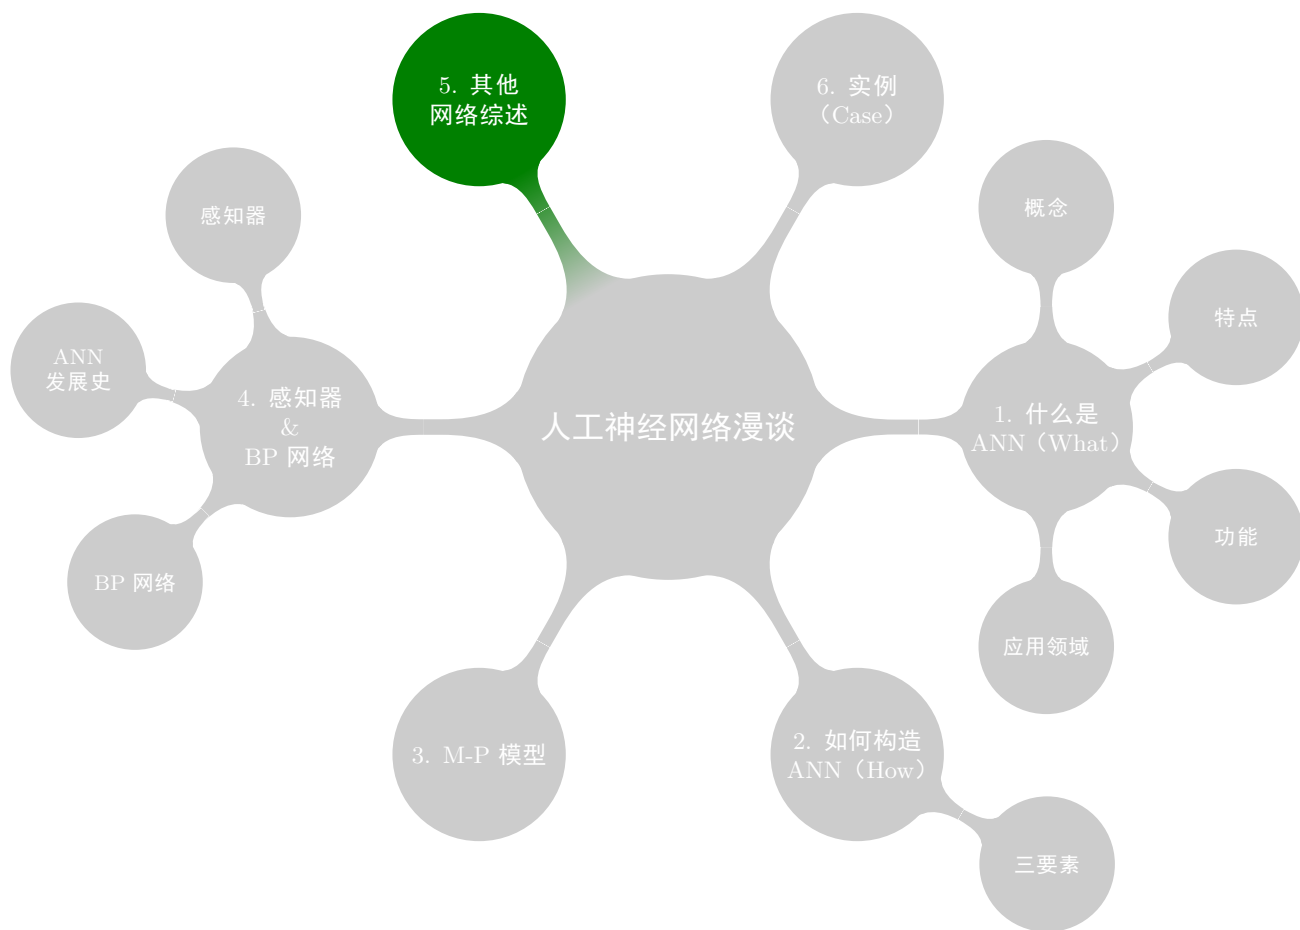 人工神经网络漫谈
1. 什么是
ANN（What）
概念
特点
功能
应用领域
2. 如何构造
ANN（How）
三要素
3. M-P 模型
4. 感知器
&
BP 网络
感知器
ANN
发展史
BP 网络
5. 其他
网络综述
6. 实例
（Case）